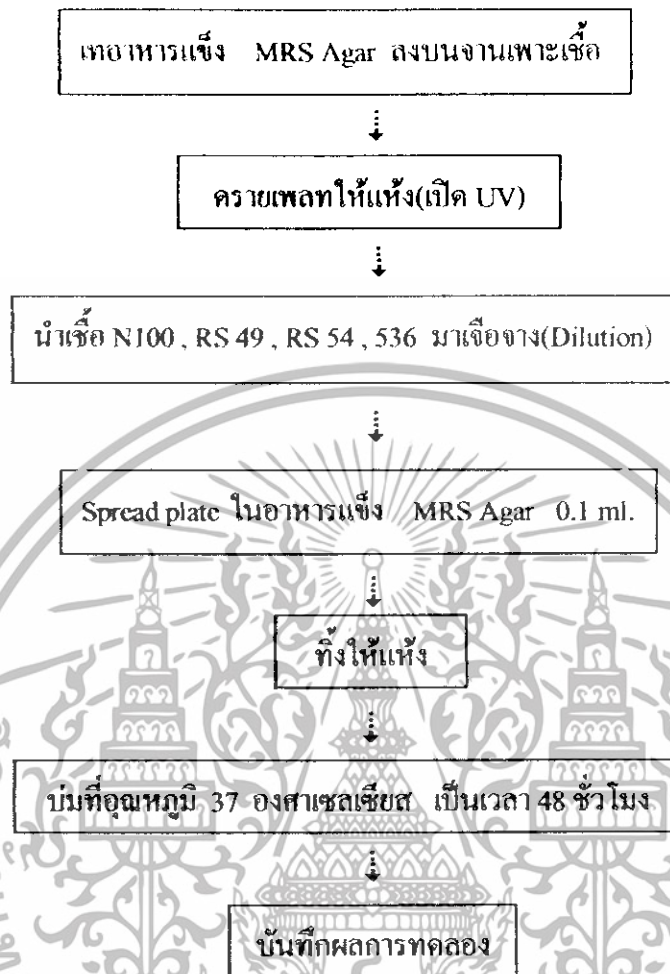 เทอาหารแข็ง MRS Agar ลงบนจานเพาะเชื้อ
ดรายเพลทให้แห้ง(เปิด UV)
นำเชื้อ N100 , RS 49 , RS 54 , 536 มาเจือจาง(Dilution)
Spread plate ในอาหารแข็ง MRS Agar 0.1 ml.
ทิ้งให้แห้ง
บ่มที่อุณหภูมิ 37 องศาเซลเซียส เป็นเวลา 48 ชั่วโมง
บันทึกผลการทดลอง